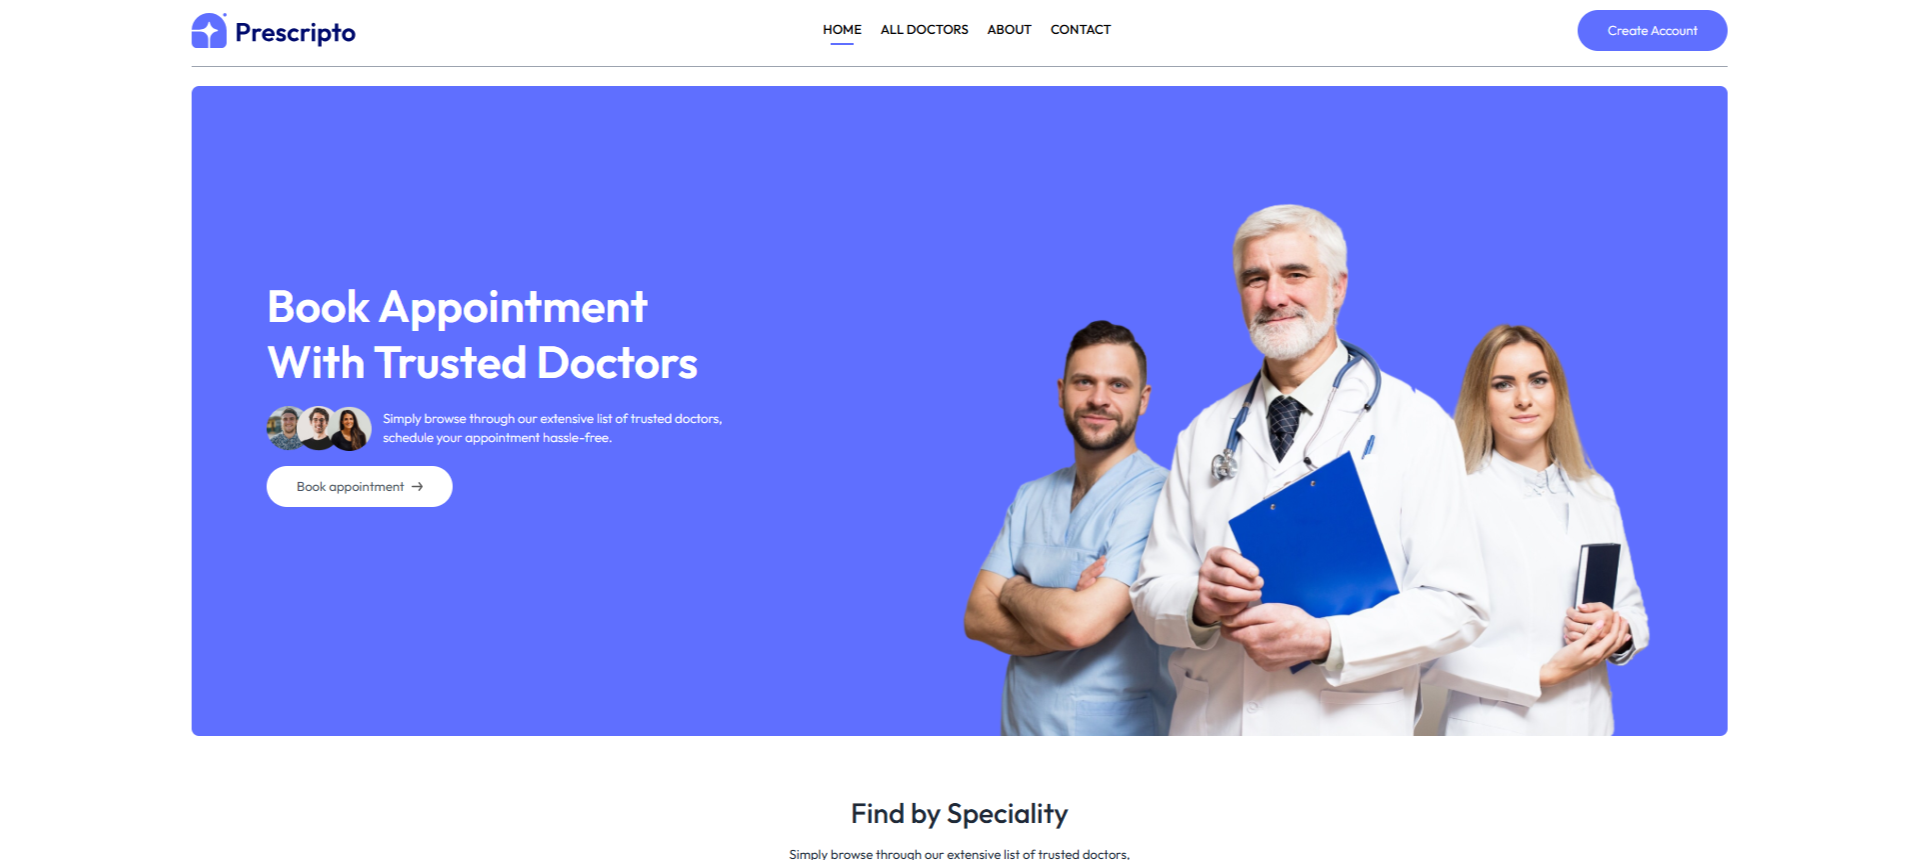 Prescripto
HOME
ALL DOCTORS
ABOUT
CONTACT
Create Account
Book Appointment
With Trusted Doctors
Simply browse through our extensive list of trusted doctors,
schedule your appointment hassle-free.
Book appointment →
Find by Speciality
Simply browse through our extensive list of trusted doctors,